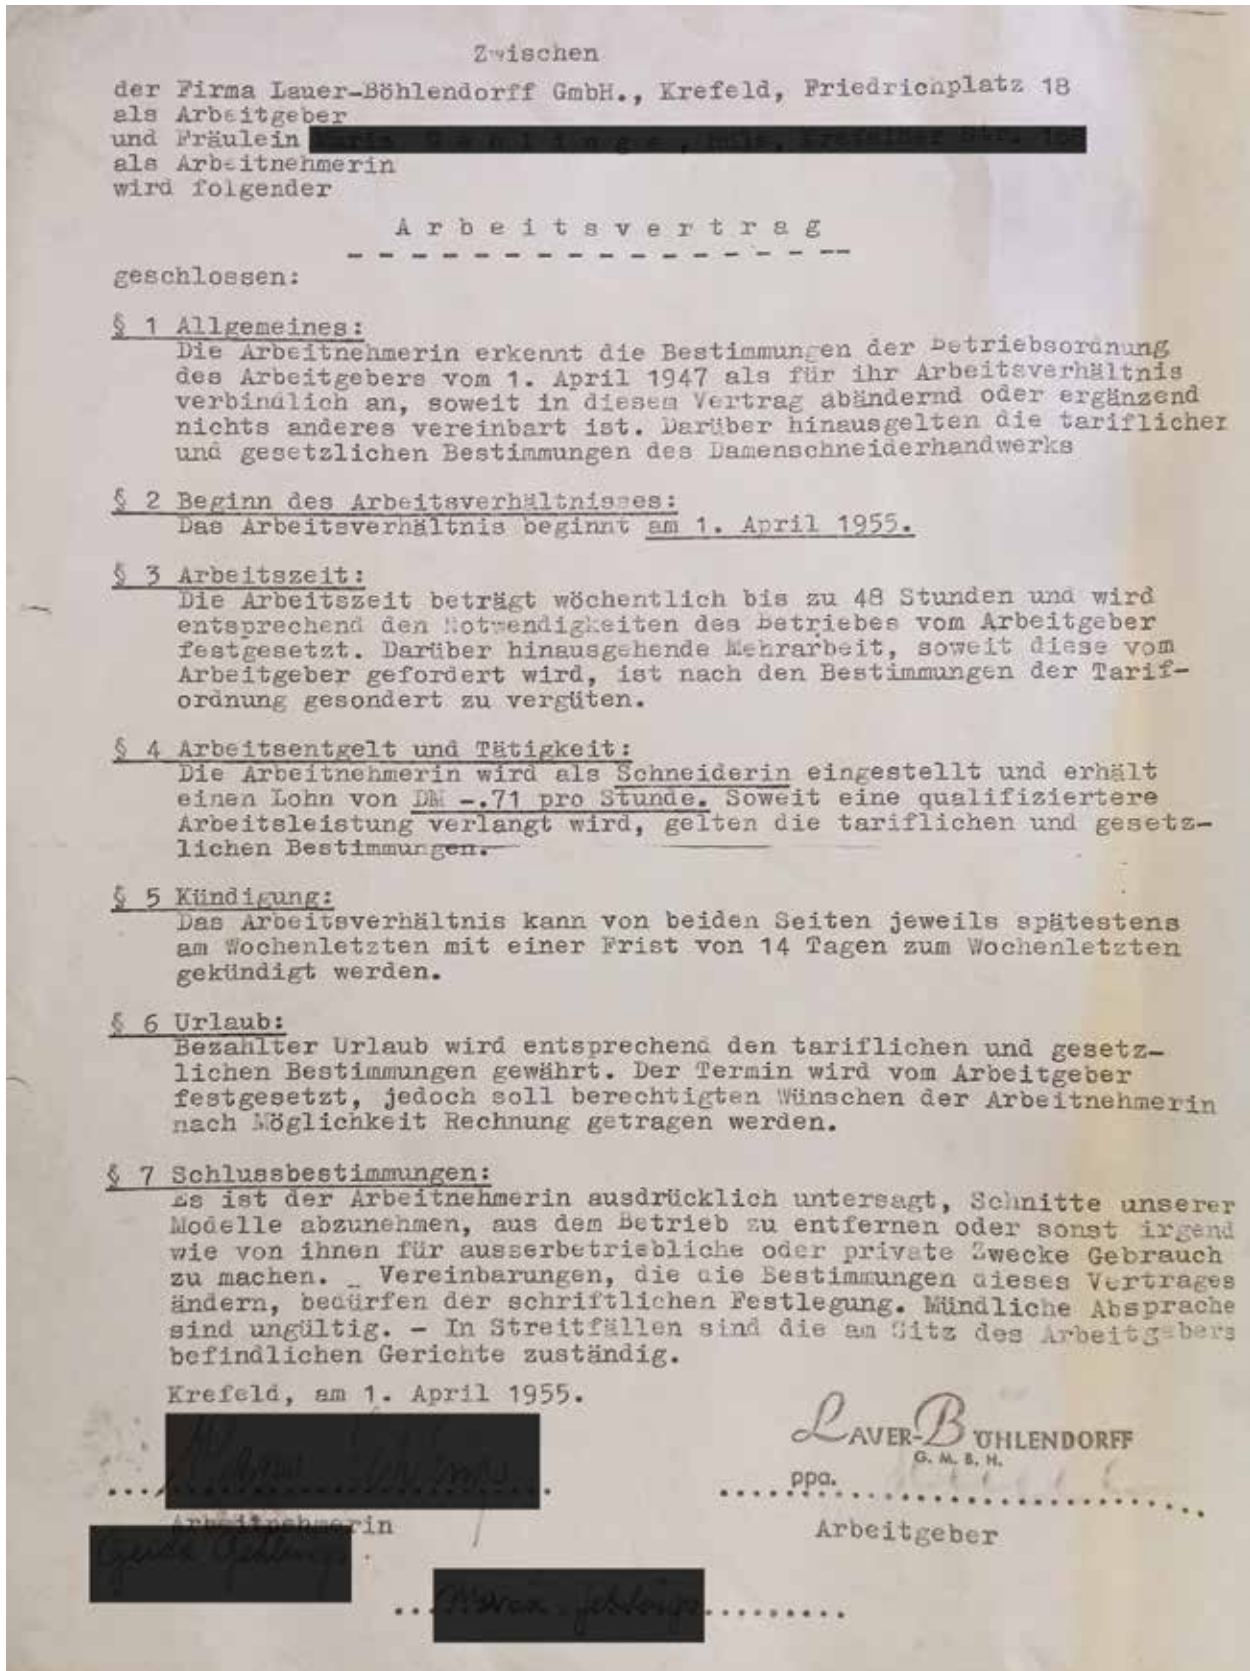 Zwischen
der Firma Lauer-Böhlendorff GmbH., Krefeld, Friedrichplatz 18
als Arbeitgeber
und Fräulein
als Arbeitnehmerin
wird folgender
A r b e i t s v e r t r a g
geschlossen:
§ 1 Allgemeines:
Die Arbeitnehmerin erkennt die Bestimmungen der Betriebsordnung
des Arbeitgebers vom 1. April 1947 als für ihr Arbeitsverhältnis
verbindlich an, soweit in diesem Vertrag abändernd oder ergänzend
nichts anderes vereinbart ist. Darüber hinausgelten die tariflicher
und gesetzlichen Bestimmungen des Damenschneiderhandwerks
§ 2 Beginn des Arbeitsverhältnisses:
Das Arbeitsverhältnis beginnt am 1. April 1955.
§ 3 Arbeitszeit:
Die Arbeitszeit beträgt wöchentlich bis zu 48 Stunden und wird
entsprechend den Notwendigkeiten des Betriebes vom Arbeitgeber
festgesetzt. Darüber hinausgehende Mehrarbeit, soweit diese vom
Arbeitgeber gefordert wird, ist nach den Bestimmungen der Tarif-
ordnung gesondert zu vergüten.
§ 4 Arbeitsentgelt und Tätigkeit:
Die Arbeitnehmerin wird als Schneiderin eingestellt und erhält
einen Lohn von DM -.71 pro Stunde. Soweit eine qualifiziertere
Arbeitsleistung verlangt wird, gelten die tariflichen und gesetz-
lichen Bestimmungen.
§ 5 Kündigung:
Das Arbeitsverhältnis kann von beiden Seiten jeweils spätestens
am Wochenletzten mit einer Frist von 14 Tagen zum Wochenletzten
gekündigt werden.
§ 6 Urlaub:
Bezahlter Urlaub wird entsprechend den tariflichen und gesetz-
lichen Bestimmungen gewährt. Der Termin wird vom Arbeitgeber
festgesetzt, jedoch soll berechtigten Wünschen der Arbeitnehmerin
nach Möglichkeit Rechnung getragen werden.
§ 7 Schlussbestimmungen:
Es ist der Arbeitnehmerin ausdrücklich untersagt, Schnitte unserer
Modelle abzunehmen, aus dem Betrieb zu entfernen oder sonst irgend
wie von ihnen für ausserbetriebliche oder private Zwecke Gebrauch
zu machen. _ Vereinbarungen, die die Bestimmungen dieses Vertrages
ändern, bedürfen der schriftlichen Festlegung. Mündliche Absprache
sind ungültig. - In Streitfällen sind die am Sitz des Arbeitgebers
befindlichen Gerichte zuständig.
Krefeld, am 1. April 1955.
LAUER-BÖHLENDORFF
G. M. B. H.
ppa.
Arbeitnehmerin
Arbeitgeber